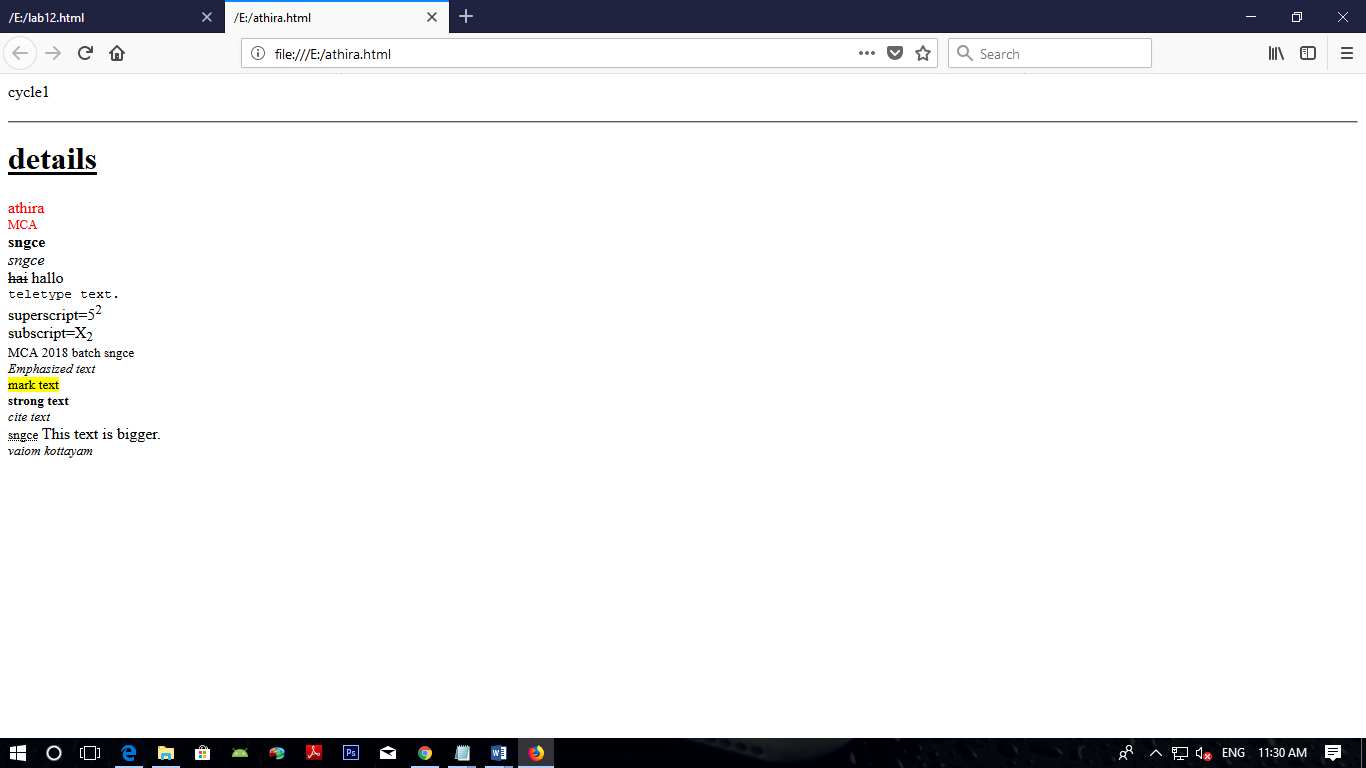 /E:/lab12.html
/E:/athira.html
file:///E:/athira.html
Search
cycle1
details
athira
MCA
sngce
sngce
hai hallo
teletype text.
superscript=5²
subscript=X₂
MCA 2018 batch sngce
Emphasized text
mark text
strong text
cite text
sngce This text is bigger.
vaiom kottayam
Ps
ENG
11:30 AM